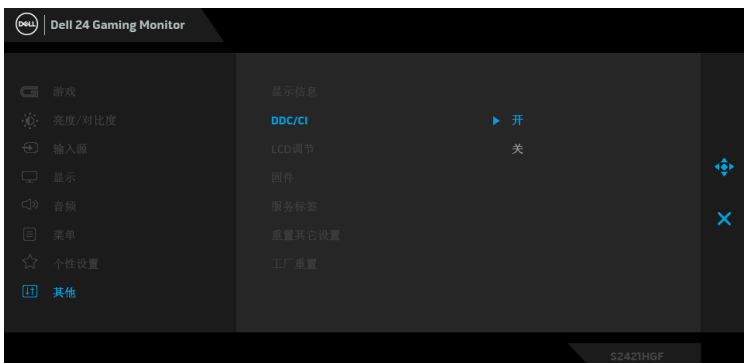 DELL
Dell 24 Gaming Monitor
游戏
亮度/对比度
输入源
显示
音频
菜单
个性设置
其他
显示信息
DDC/CI
LCD调节
固件
服务标签
重置其它设置
工厂重置
开
关
S2421HGF